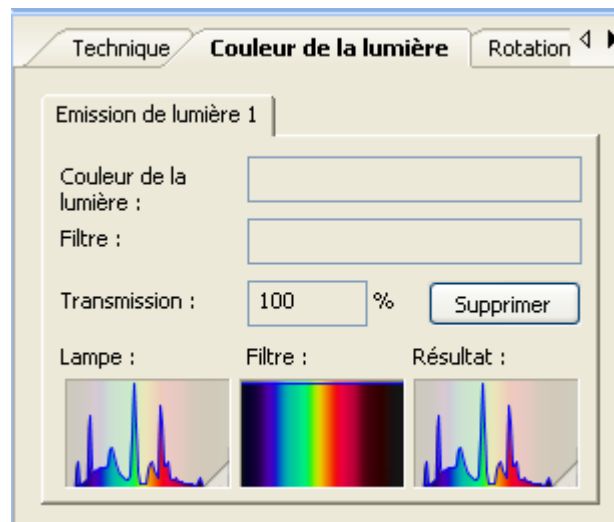 Technique Couleur de la lumière Rotation
Emission de lumière 1
Couleur de la
lumière :
Filtre :
Transmission : 100 % Supprimer
Lampe : Filtre : Résultat :